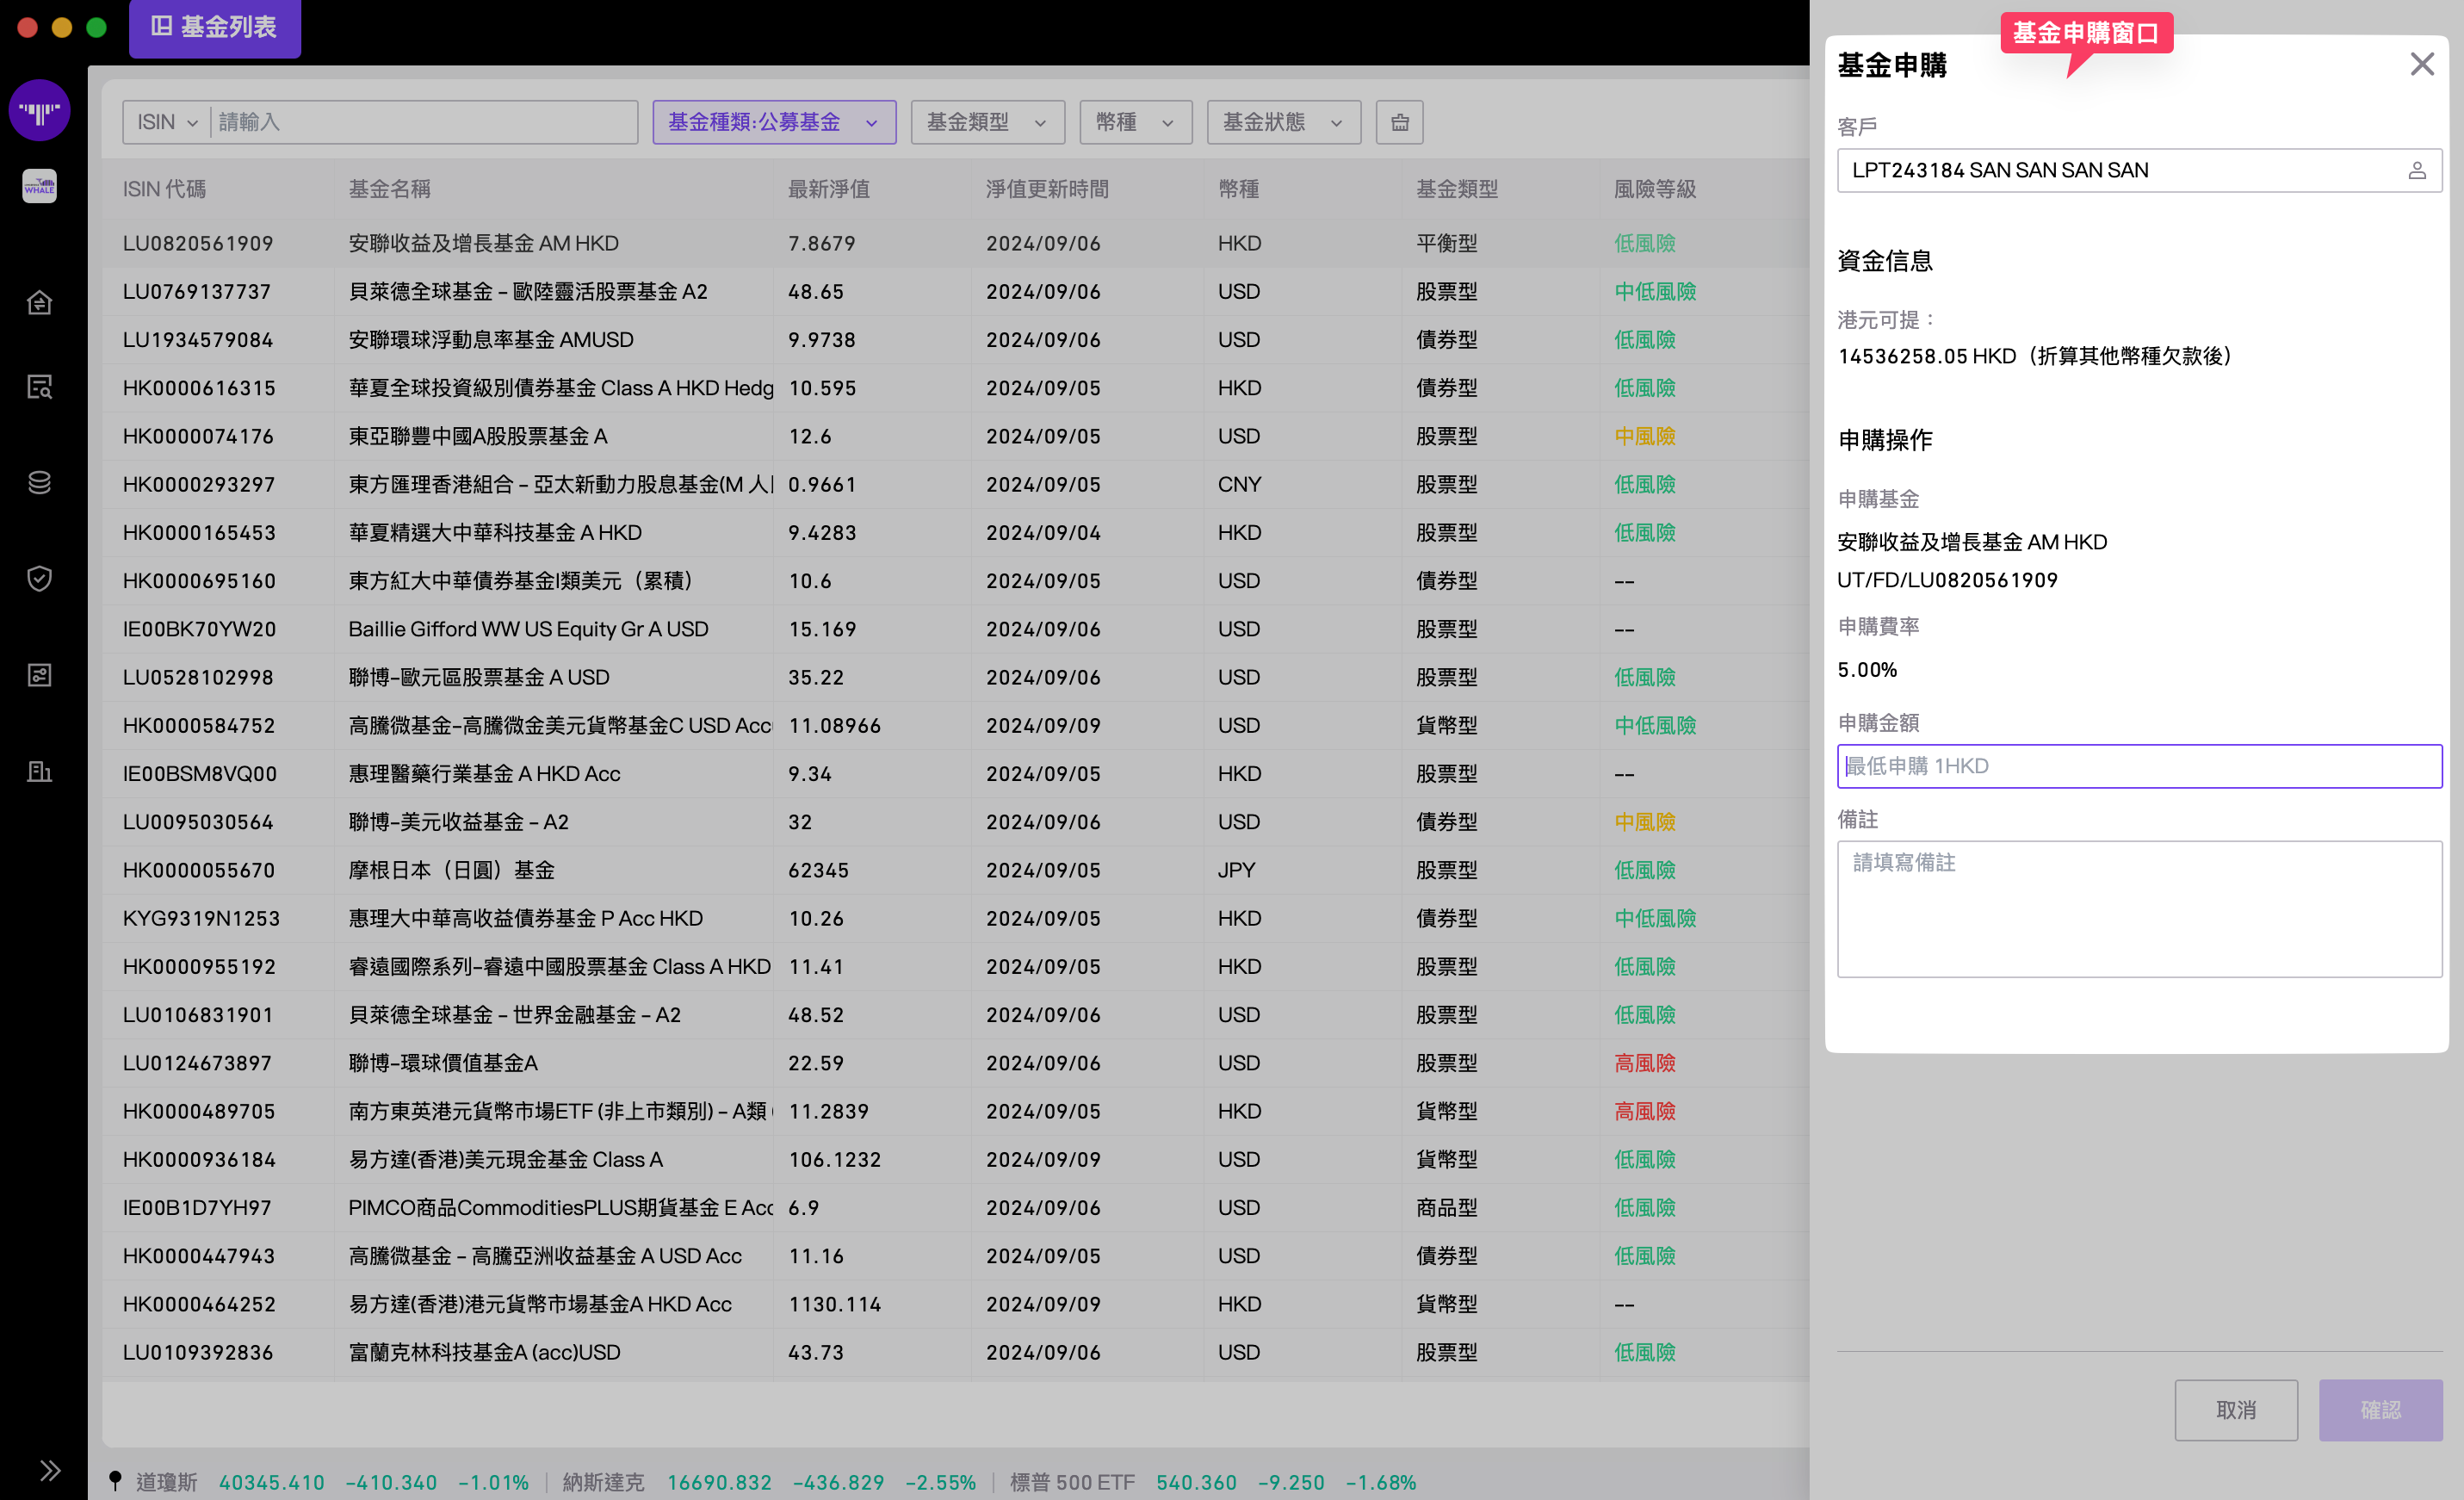 基金列表
基金申購窗口
WHALE
ISIN 請輸入 基金種類:公募基金 基金類型 幣種 基金狀態
ISIN 代碼 基金名稱 最新淨值 淨值更新時間 幣種 基金類型 風險等級
LU0820561909 安聯收益及增長基金 AM HKD 7.8679 2024/09/06 HKD 平衡型 低風險
LU0769137737 貝萊德全球基金 – 歐陸靈活股票基金 A2 48.65 2024/09/06 USD 股票型 中低風險
LU1934579084 安聯環球浮動息率基金 AMUSD 9.9738 2024/09/06 USD 債券型 低風險
HK0000616315 華夏全球投資級別債券基金 Class A HKD Hedg 10.595 2024/09/05 HKD 債券型 低風險
HK0000074176 東亞聯豐中國A股股票基金 A 12.6 2024/09/05 USD 股票型 中風險
HK0000293297 東方匯理香港組合 – 亞太新動力股息基金(M 人 0.9661 2024/09/05 CNY 股票型 低風險
HK0000165453 華夏精選大中華科技基金 A HKD 9.4283 2024/09/04 HKD 股票型 低風險
HK0000695160 東方紅大中華債券基金I類美元（累積） 10.6 2024/09/05 USD 債券型 --
IE00BK70YW20 Baillie Gifford WW US Equity Gr A USD 15.169 2024/09/06 USD 股票型 --
LU0528102998 聯博–歐元區股票基金 A USD 35.22 2024/09/06 USD 股票型 低風險
HK0000584752 高騰微基金–高騰微金美元貨幣基金C USD Acc 11.08966 2024/09/09 USD 貨幣型 中低風險
IE00BSM8VQ00 惠理醫藥行業基金 A HKD Acc 9.34 2024/09/05 HKD 股票型 --
LU0095030564 聯博–美元收益基金 – A2 32 2024/09/06 USD 債券型 中風險
HK0000055670 摩根日本（日圓）基金 62345 2024/09/05 JPY 股票型 低風險
KYG9319N1253 惠理大中華高收益債券基金 P Acc HKD 10.26 2024/09/05 HKD 債券型 中低風險
HK0000955192 睿遠國際系列–睿遠中國股票基金 Class A HKD 11.41 2024/09/05 HKD 股票型 低風險
LU0106831901 貝萊德全球基金 – 世界金融基金 – A2 48.52 2024/09/06 USD 股票型 低風險
LU0124673897 聯博–環球價值基金A 22.59 2024/09/06 USD 股票型 高風險
HK0000489705 南方東英港元貨幣市場ETF (非上市類別) – A類 ( 11.2839 2024/09/05 HKD 貨幣型 高風險
HK0000936184 易方達(香港)美元現金基金 Class A 106.1232 2024/09/09 USD 貨幣型 低風險
IE00B1D7YH97 PIMCO商品CommoditiesPLUS期貨基金 E Acc 6.9 2024/09/06 USD 商品型 低風險
HK0000447943 高騰微基金 – 高騰亞洲收益基金 A USD Acc 11.16 2024/09/05 USD 債券型 低風險
HK0000464252 易方達(香港)港元貨幣市場基金A HKD Acc 1130.114 2024/09/09 HKD 貨幣型 --
LU0109392836 富蘭克林科技基金A (acc)USD 43.73 2024/09/06 USD 股票型 低風險
道瓊斯 40345.410 -410.340 -1.01% 納斯達克 16690.832 -436.829 -2.55% 標普 500 ETF 540.360 -9.250 -1.68%
基金申購
客戶
LPT243184 SAN SAN SAN SAN
資金信息
港元可提：
14536258.05 HKD（折算其他幣種欠款後）
申購操作
申購基金
安聯收益及增長基金 AM HKD
UT/FD/LU0820561909
申購費率
5.00%
申購金額
最低申購 1HKD
備註
請填寫備註
取消 確認